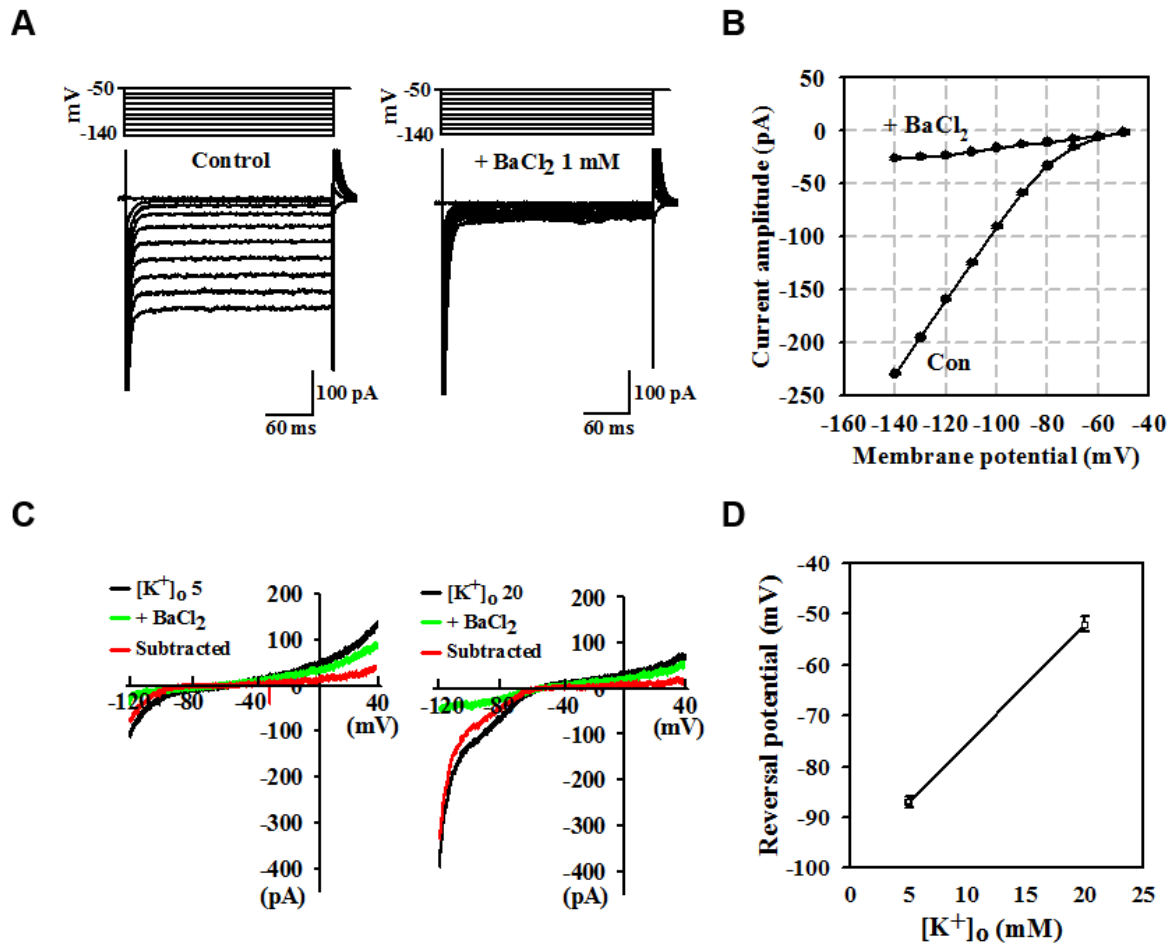 A
-50
mV
-140
Control
100 pA
60 ms
-50
mV
-140
+ BaCl2 1 mM
100 pA
60 ms
B
50
0
-50
-100
-150
-200
-250
Current amplitude (pA)
+ BaCl2
Con
-160 -140 -120 -100 -80 -60 -40
Membrane potential (mV)
C
[K+]o 5
+ BaCl2
Subtracted
200
100
0
-100
-200
-300
-400
(pA)
-120 -80 -40 0 40
(mV)
[K+]o 20
+ BaCl2
Subtracted
200
100
0
-100
-200
-300
-400
(pA)
-120 -80 -40 0 40
(mV)
D
-40
-50
-60
-70
-80
-90
-100
Reversal potential (mV)
0 5 10 15 20 25
[K+]o (mM)